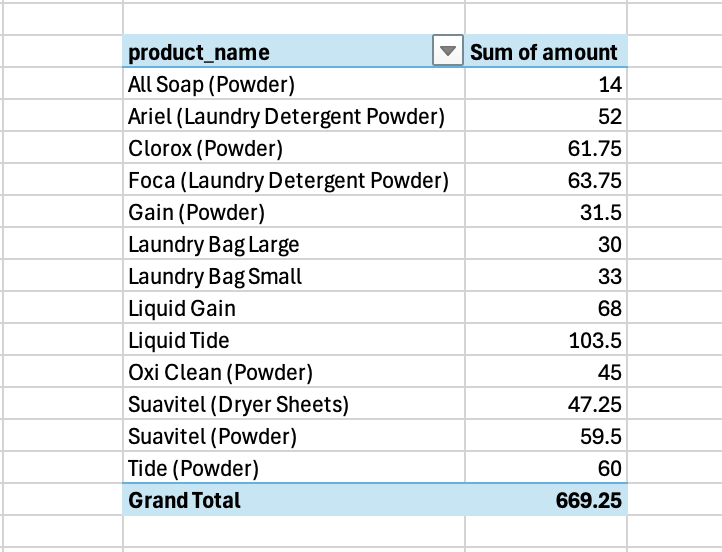 product_name Sum of amount
All Soap (Powder) 14
Ariel (Laundry Detergent Powder) 52
Clorox (Powder) 61.75
Foca (Laundry Detergent Powder) 63.75
Gain (Powder) 31.5
Laundry Bag Large 30
Laundry Bag Small 33
Liquid Gain 68
Liquid Tide 103.5
Oxi Clean (Powder) 45
Suavitel (Dryer Sheets) 47.25
Suavitel (Powder) 59.5
Tide (Powder) 60
Grand Total 669.25